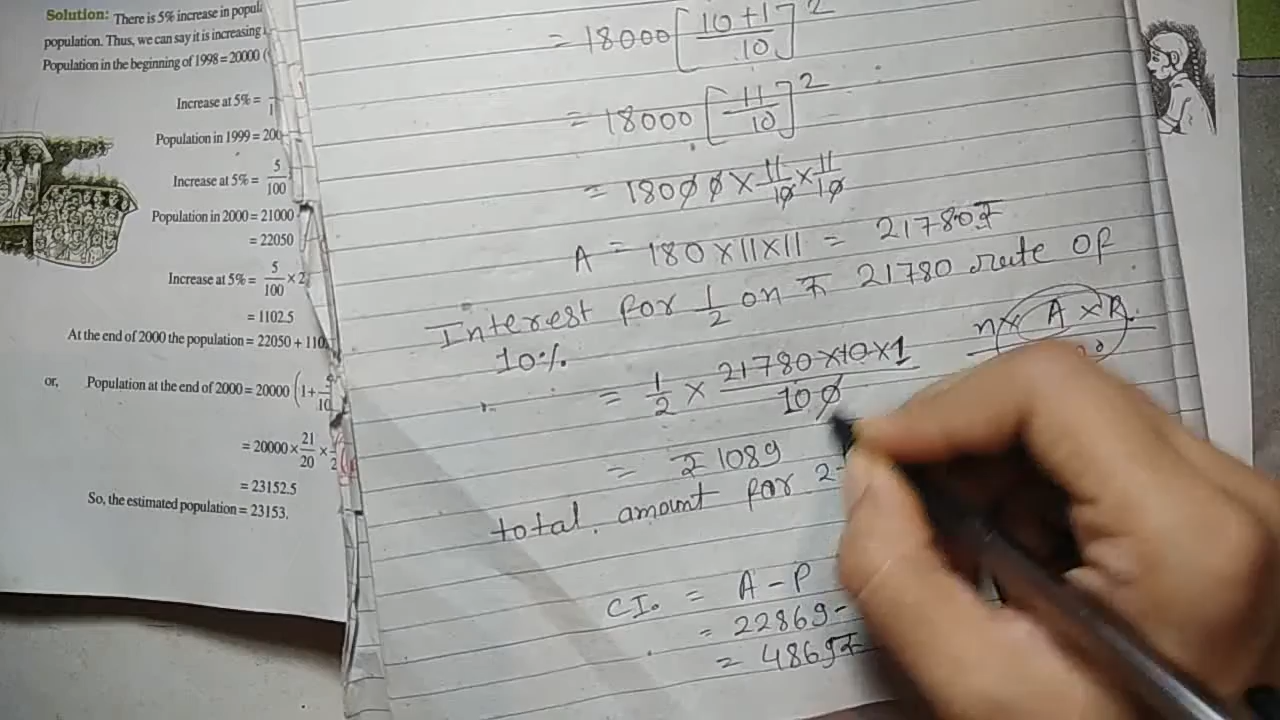 Solution: There is 5% increase in
population. Thus, we can say it is increasing
Population in the beginning of 1998 = 20000 (
Increase at 5% =
Population in 1999 = 200
Increase at 5% = 5/100
Population in 2000 = 21000
= 22050
Increase at 5% = 5/100 × 2
= 1102.5
At the end of 2000 the population = 22050 + 110
or, Population at the end of 2000 = 20000 (1+
= 20000 × 21/20 ×
= 23152.5
So, the estimated population = 23153.
= 18000 [10+1/10]²
= 18000 [11/10]²
= 18000 × 11/10 × 11/10
A = 180 × 11 × 11 = 21780₹
Interest for 1/2 on ₹ 21780 rate of
10%
= 1/2 × 21780×10×1/100
n× A × R
= ₹ 1089
total amount for 2
CI. = A - P
= 22869 -
= 4869₹